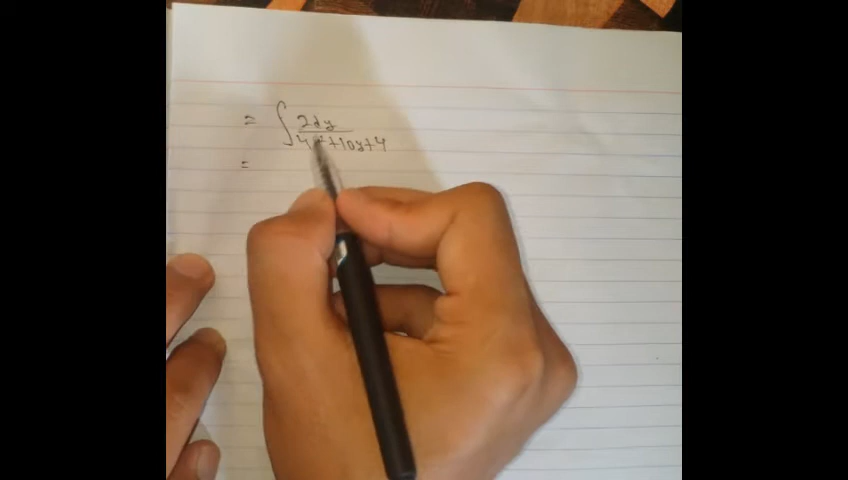 = ∫ 2dy / 4y²+10y+4
=